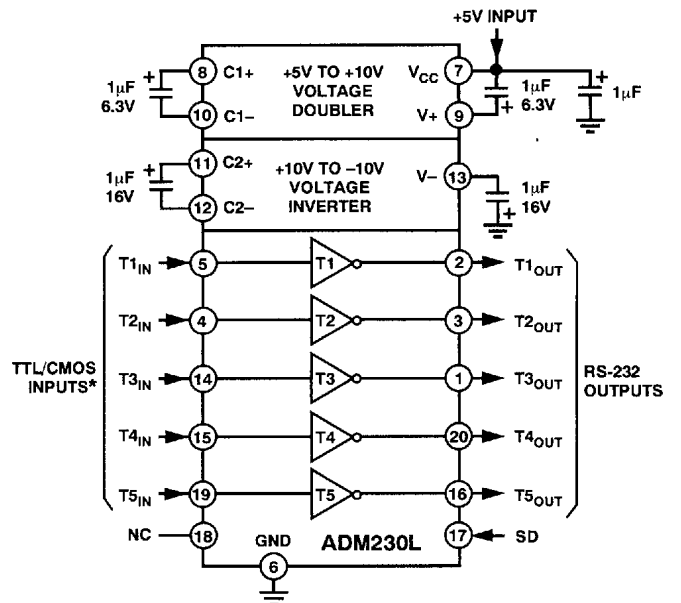 +5V INPUT
1μF
6.3V
+
8
C1+
10
C1–
+5V TO +10V
VOLTAGE
DOUBLER
VCC
7
V+
9
+
1μF
6.3V
+
1μF
+
1μF
16V
11
C2+
12
C2–
+10V TO –10V
VOLTAGE
INVERTER
V–
13
1μF
16V
+
TTL/CMOS
INPUTS*
T1IN
5
T1
2
T1OUT
T2IN
4
T2
3
T2OUT
T3IN
14
T3
1
T3OUT
T4IN
15
T4
20
T4OUT
T5IN
19
T5
16
T5OUT
RS-232
OUTPUTS
NC
18
GND
6
ADM230L
17
SD